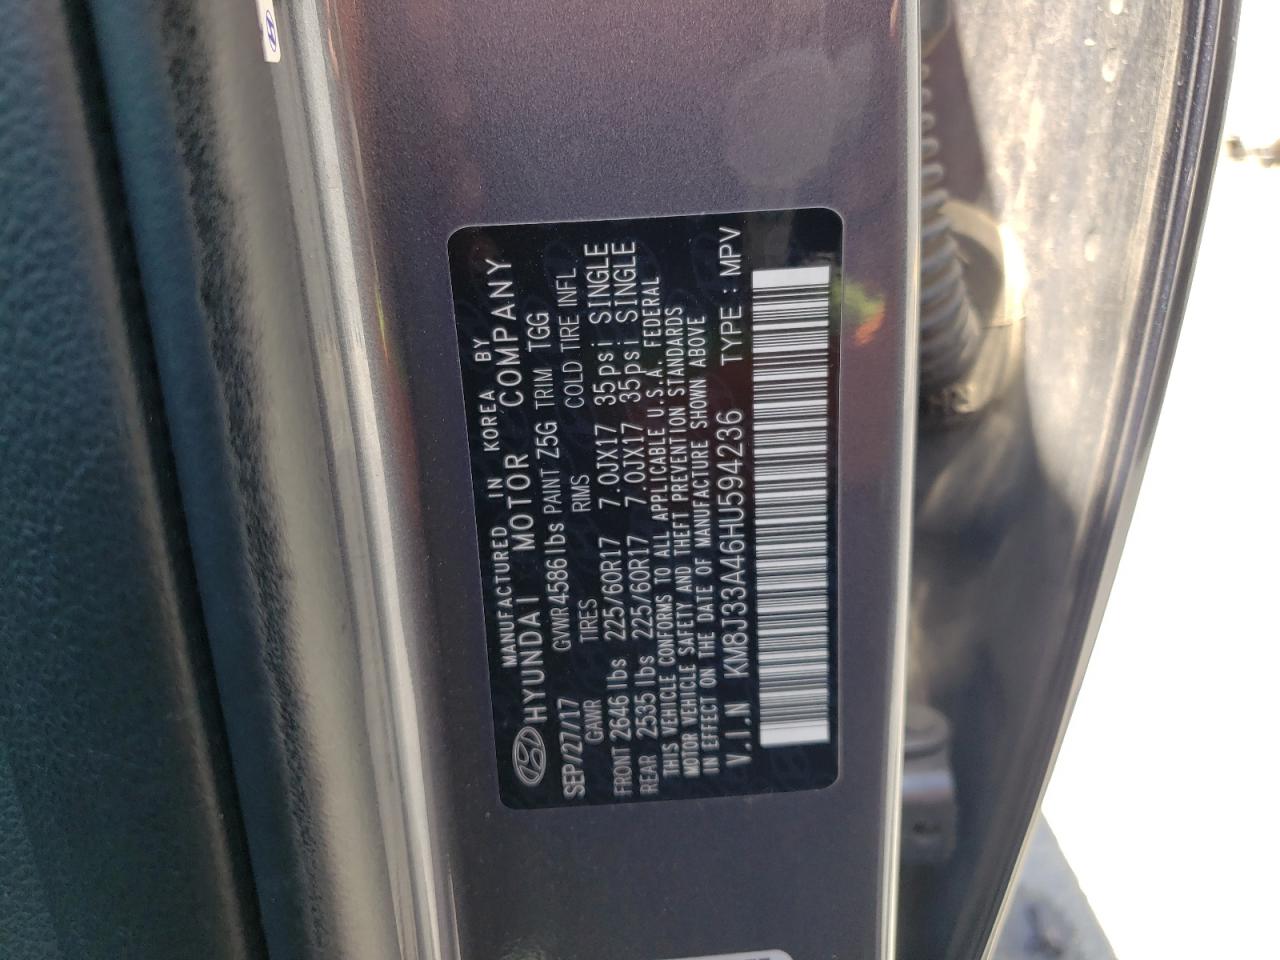 MANUFACTURED IN KOREA BY
HYUNDAI MOTOR COMPANY
SEP/27/17 GVWR 4586lbs PAINT Z5G TRIM TGG
GAWR TIRES RIMS COLD TIRE INFL
FRONT 2646 lbs 225/60R17 7.0JX17 35psi SINGLE
REAR 2535 lbs 225/60R17 7.0JX17 35psi SINGLE
THIS VEHICLE CONFORMS TO ALL APPLICABLE U.S.A. FEDERAL
MOTOR VEHICLE SAFETY AND THEFT PREVENTION STANDARDS
IN EFFECT ON THE DATE OF MANUFACTURE SHOWN ABOVE
V.I.N KM8J33A46HU594236 TYPE : MPV